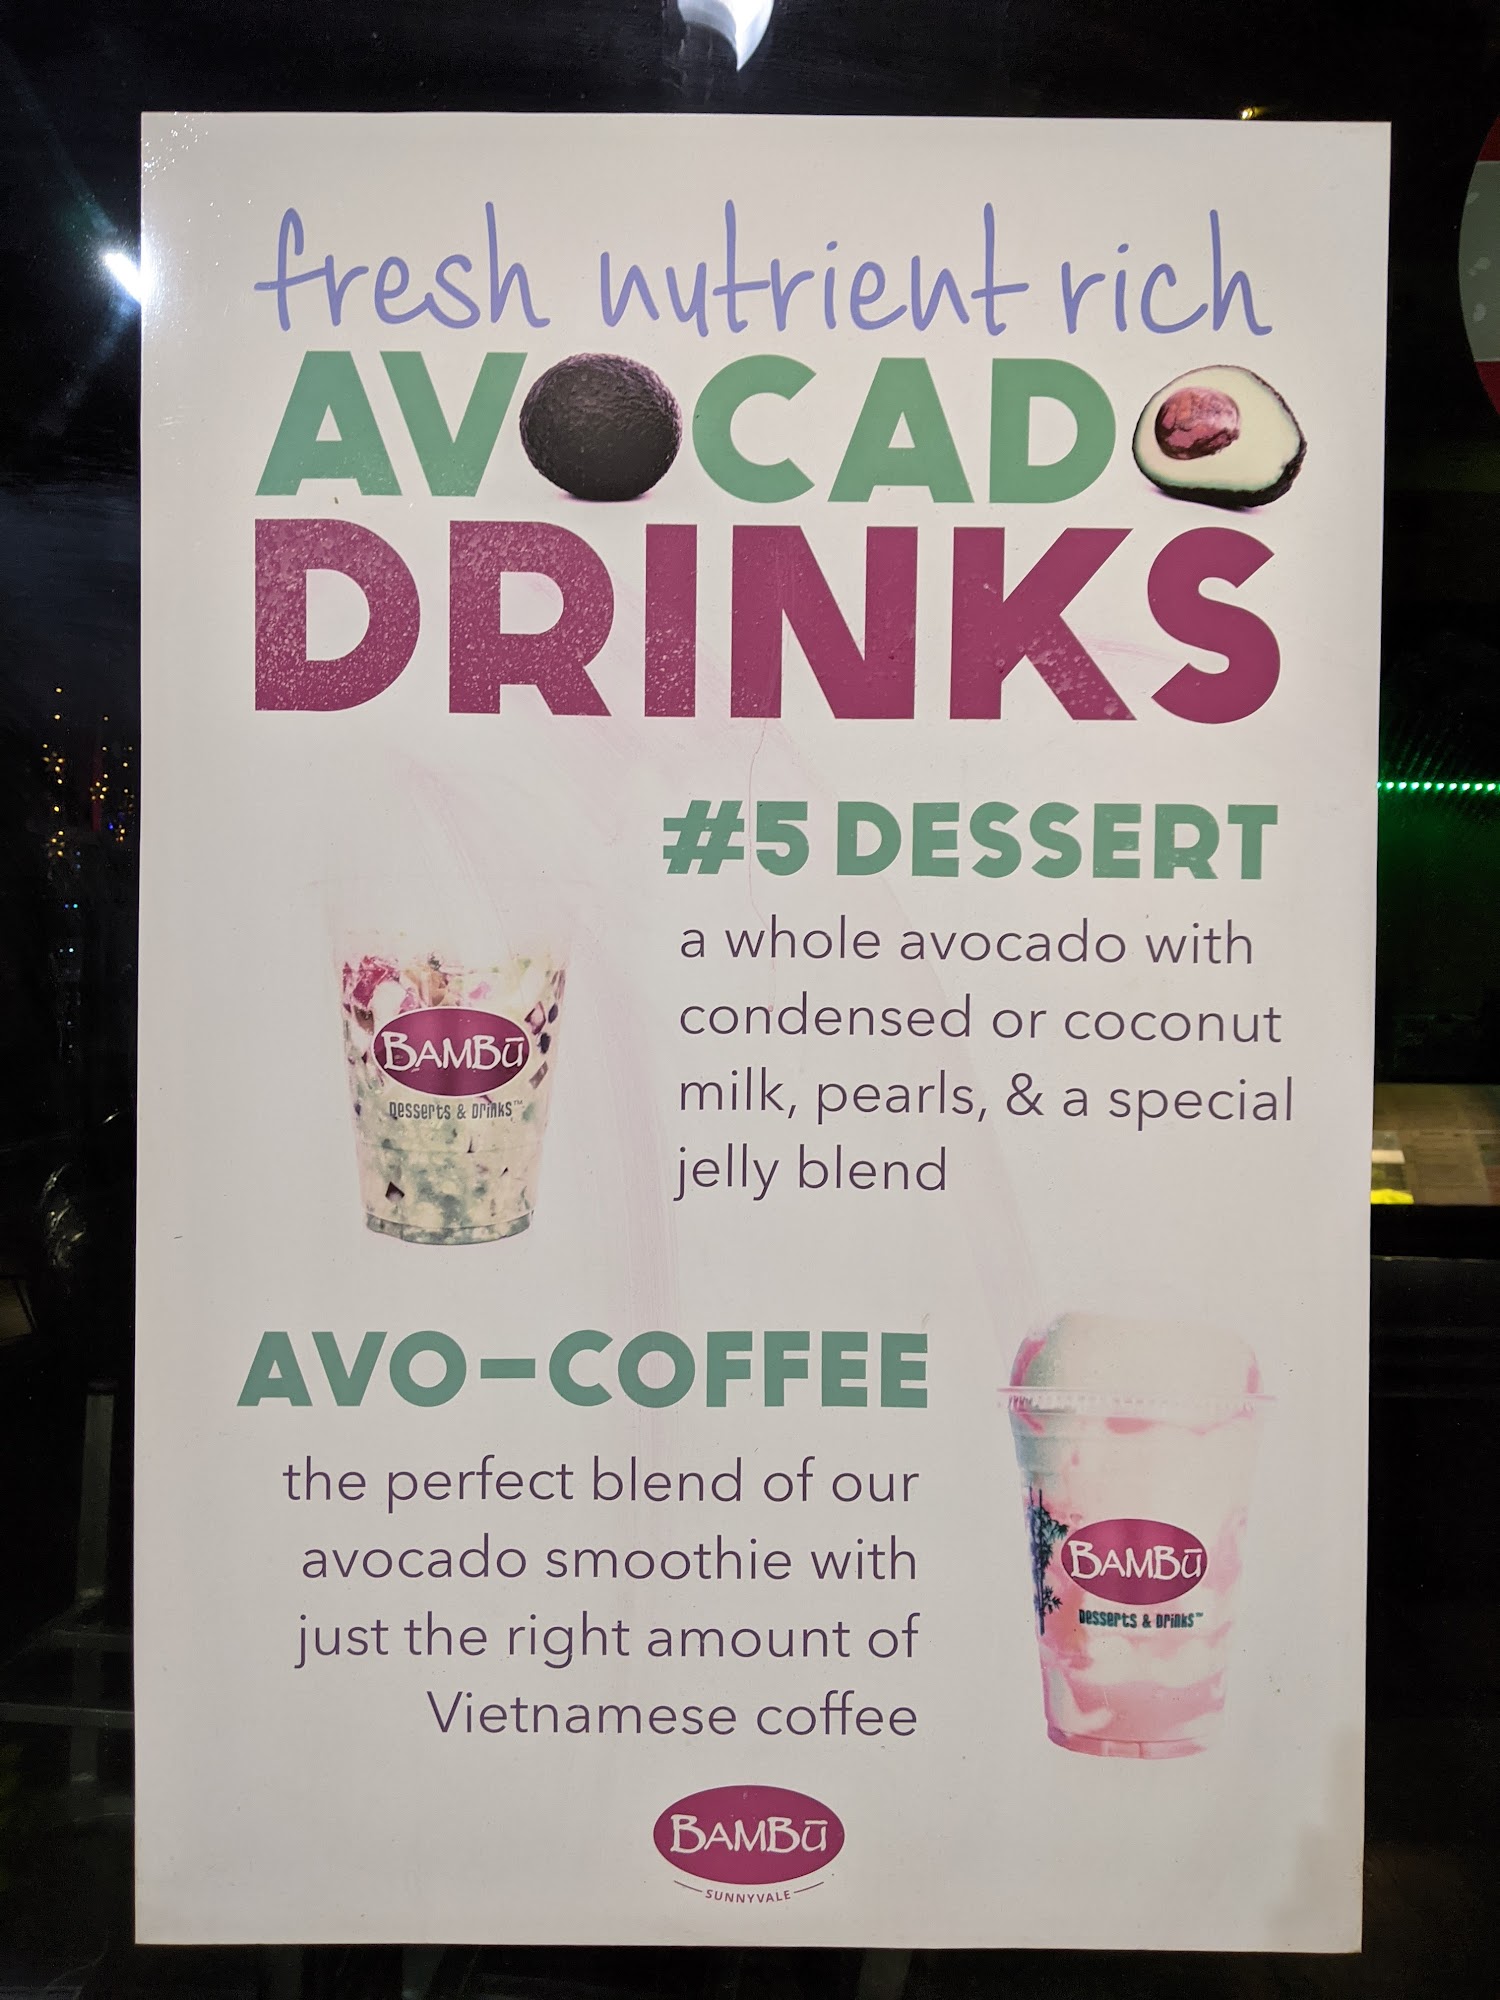 fresh nutrient rich
AVOCADO
DRINKS
#5 DESSERT
a whole avocado with
condensed or coconut
milk, pearls, & a special
jelly blend
BAMBŪ
Desserts & Drinks™
AVO-COFFEE
the perfect blend of our
avocado smoothie with
just the right amount of
Vietnamese coffee
BAMBŪ
Desserts & Drinks™
BAMBŪ
SUNNYVALE